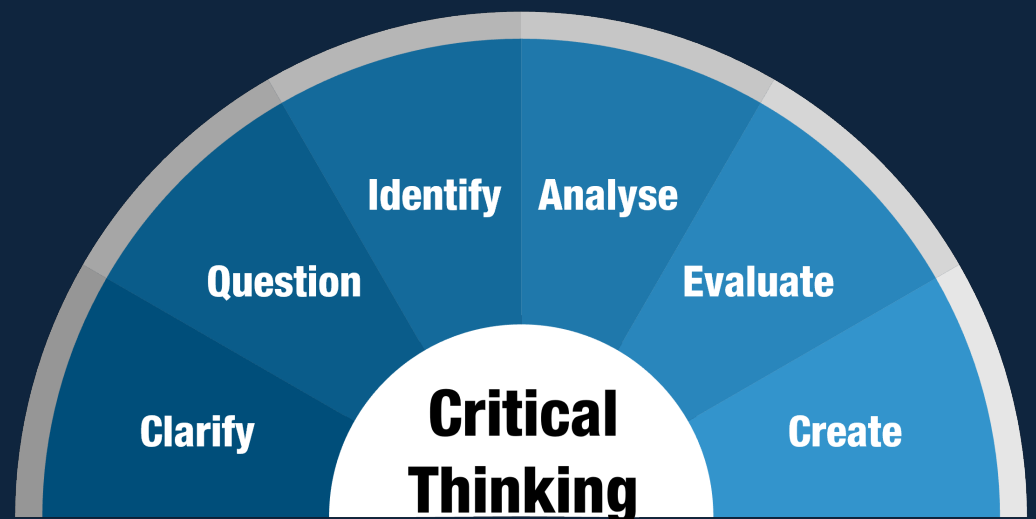 Identify
Analyse
Question
Evaluate
Clarify
Create
Critical
Thinking